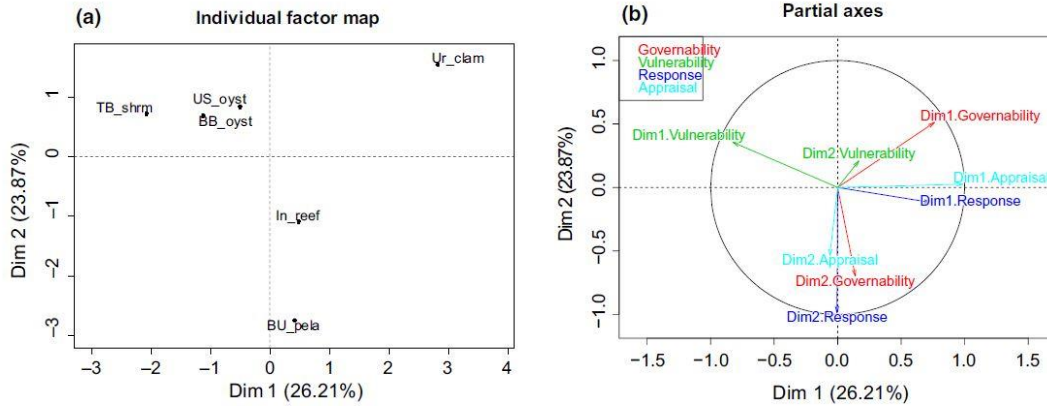 (a)
Individual factor map
Ur_clam
US_oyst
TB_shrm
BB_oyst
In_reef
BU_pela
1
0
−1
−2
−3
Dim 2 (23.87%)
−3 −2 −1 0 1 2 3 4
Dim 1 (26.21%)
(b)
Partial axes
Governability
Vulnerability
Response
Appraisal
Dim1.Governability
Dim1.Vulnerability
Dim2.Vulnerability
Dim1.Appraisal
Dim1.Response
Dim2.Appraisal
Dim2.Governability
Dim2.Response
1.0
0.5
0.0
−0.5
−1.0
Dim 2 (23.87%)
−1.5 −1.0 −0.5 0.0 0.5 1.0 1.5
Dim 1 (26.21%)